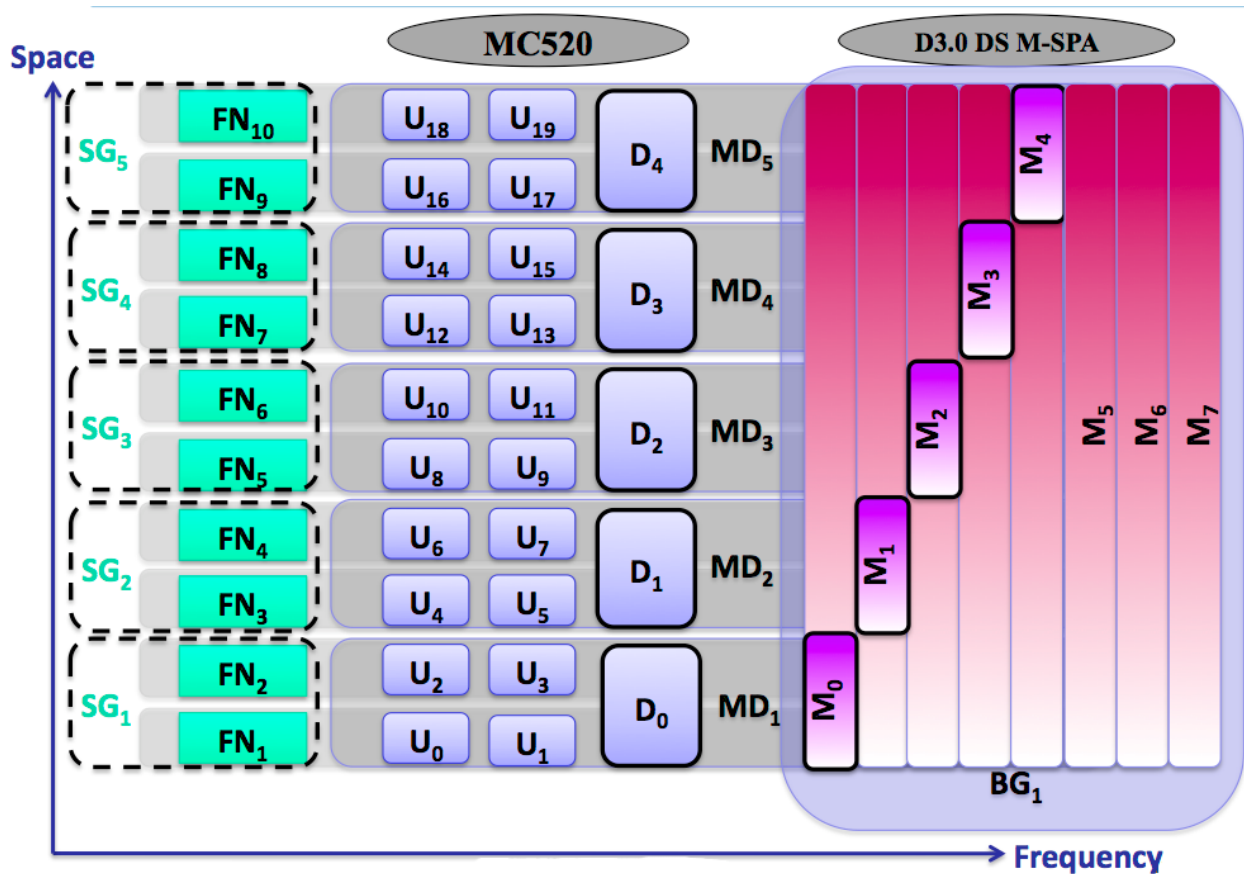 MC520
D3.0 DS M-SPA
Space
SG5
FN10
FN9
U18 U19
U16 U17
D4
MD5
M4
SG4
FN8
FN7
U14 U15
U12 U13
D3
MD4
M3
SG3
FN6
FN5
U10 U11
U8 U9
D2
MD3
M2
M5
M6
M7
SG2
FN4
FN3
U6 U7
U4 U5
D1
MD2
M1
SG1
FN2
FN1
U2 U3
U0 U1
D0
MD1
M0
BG1
Frequency